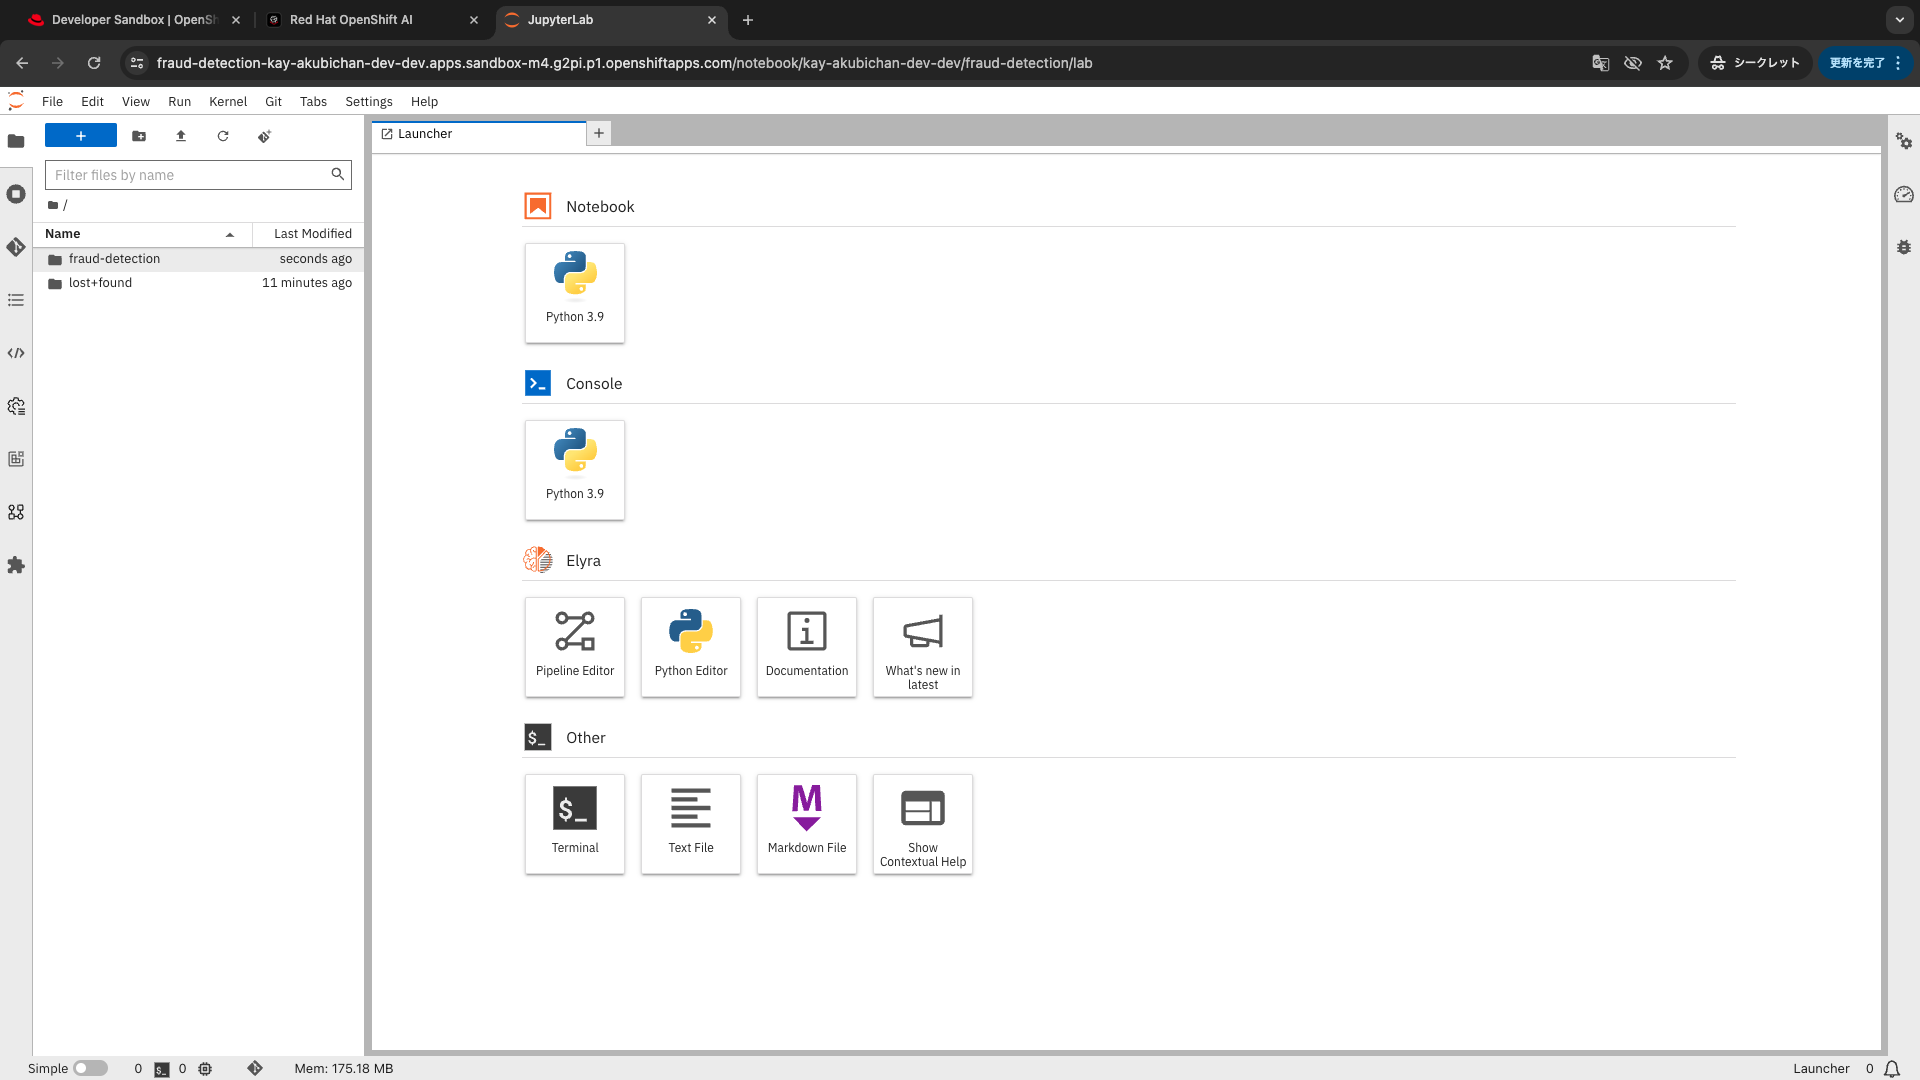 Developer Sandbox | OpenSh
Red Hat OpenShift AI
JupyterLab
fraud-detection-kay-akubichan-dev-dev.apps.sandbox-m4.g2pi.p1.openshiftapps.com/notebook/kay-akubichan-dev-dev/fraud-detection/lab
シークレット
更新を完了
File Edit View Run Kernel Git Tabs Settings Help
Launcher
Filter files by name
/
Name Last Modified
fraud-detection seconds ago
lost+found 11 minutes ago
Notebook
Python 3.9
Console
Python 3.9
Elyra
Pipeline Editor
Python Editor
Documentation
What's new in
latest
Other
$_
Terminal
Text File
Markdown File
Show
Contextual Help
Simple 0 $_ 0 Mem: 175.18 MB Launcher 0